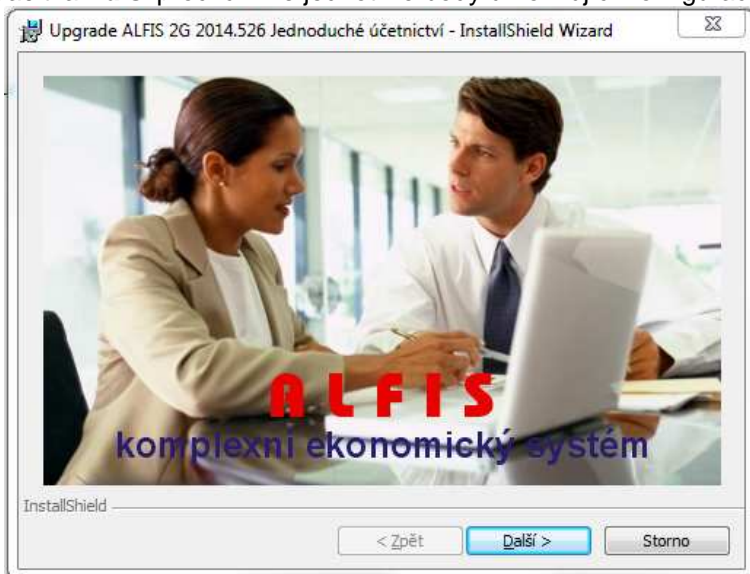 Upgrade ALFIS 2G 2014.526 Jednoduché účetnictví - InstallShield Wizard
ALFIS
komplexní ekonomický systém
InstallShield
< Zpět
Další >
Storno